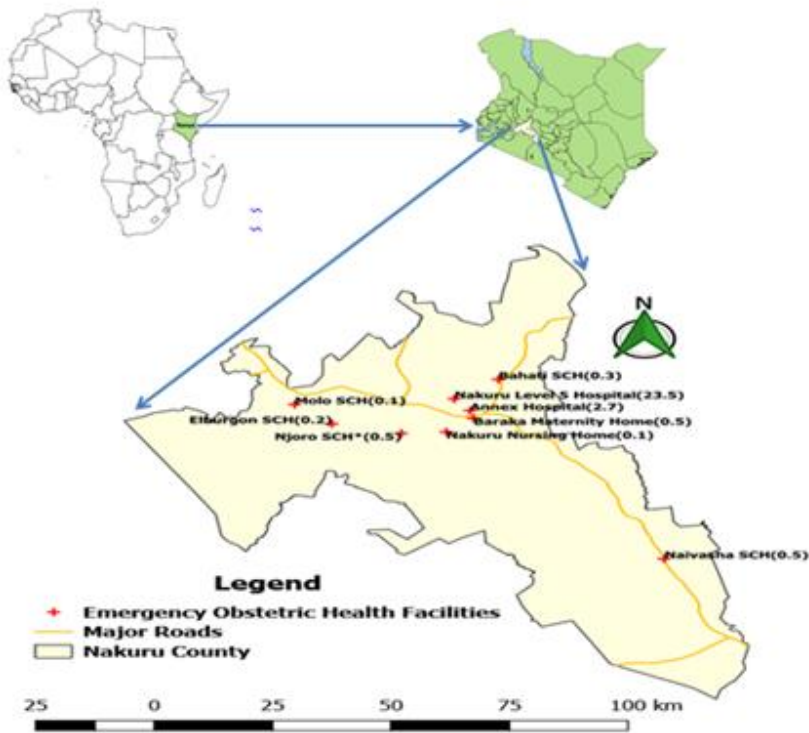 N
Bahati SCH(0.3)
Nakuru Level 5 Hospital(23.5)
Molo SCH(0.1)
Annex Hospital(2.7)
Elburgon SCH(0.2)
Baraka Maternity Home(0.5)
Njoro SCH*(0.5)
Nakuru Nursing Home(0.1)
Naivasha SCH(0.5)
Legend
Emergency Obstetric Health Facilities
Major Roads
Nakuru County
25 0 25 50 75 100 km